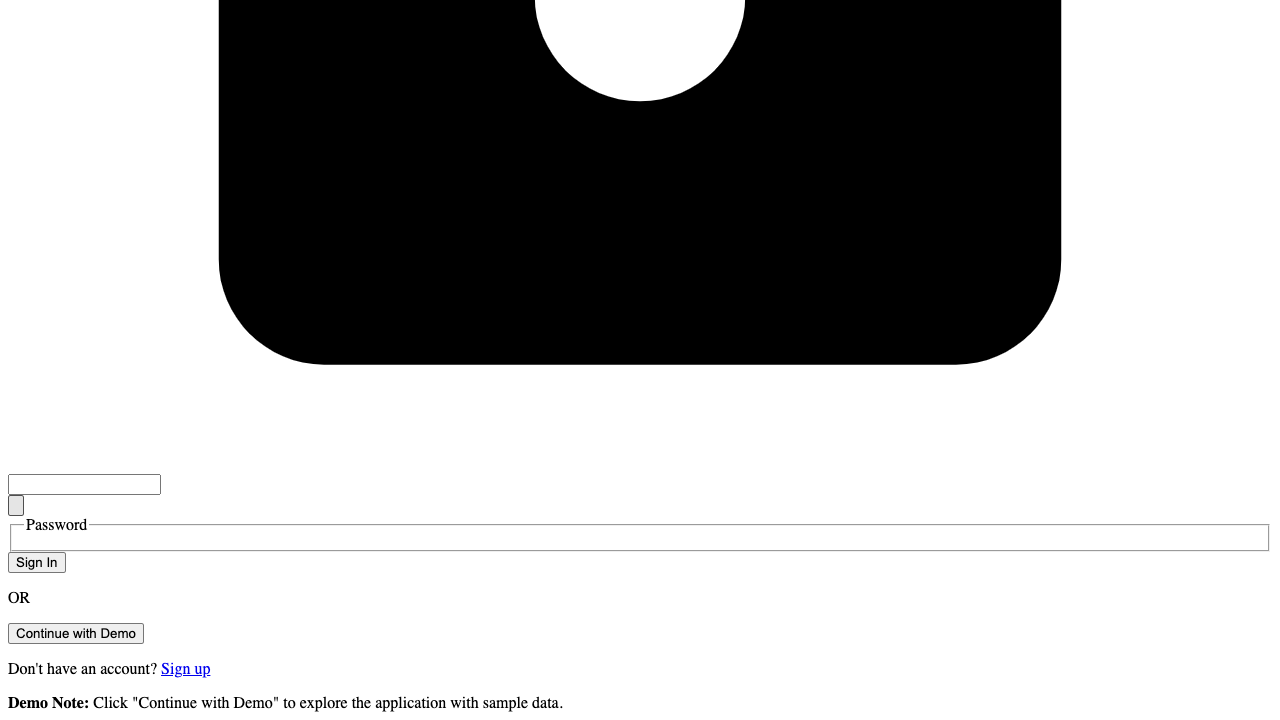 Password
Sign In
OR
Continue with Demo
Don't have an account? Sign up
Demo Note: Click "Continue with Demo" to explore the application with sample data.